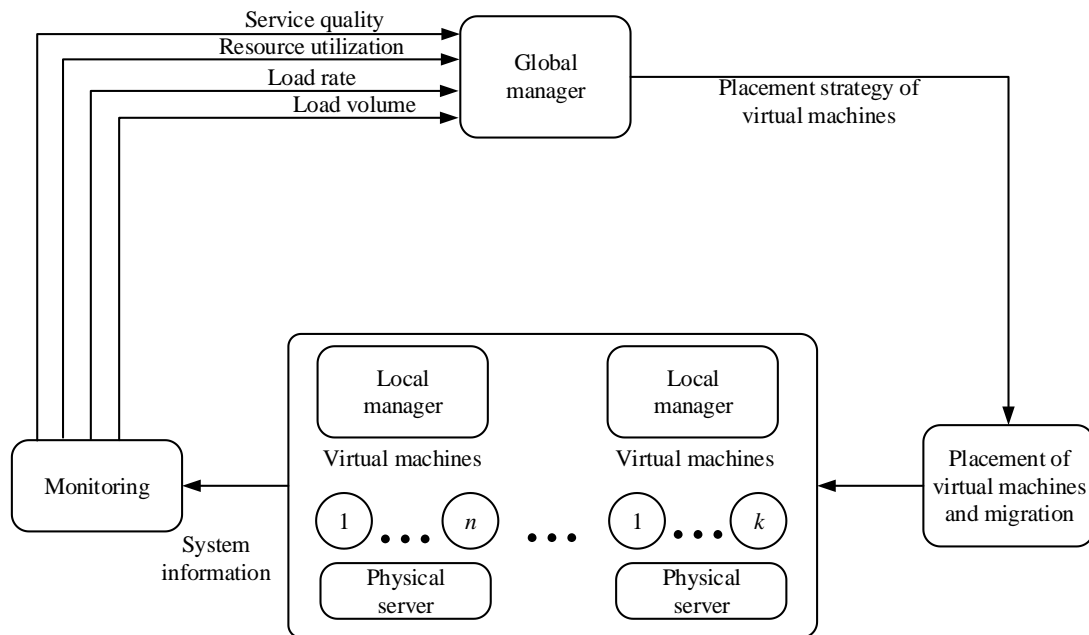 Service quality
Resource utilization
Load rate
Load volume
Global
manager
Placement strategy of
virtual machines
Local
manager
Local
manager
Virtual machines
Virtual machines
Monitoring
Placement of
virtual machines
and migration
1 ... n ... 1 ... k
System
information
Physical
server
Physical
server